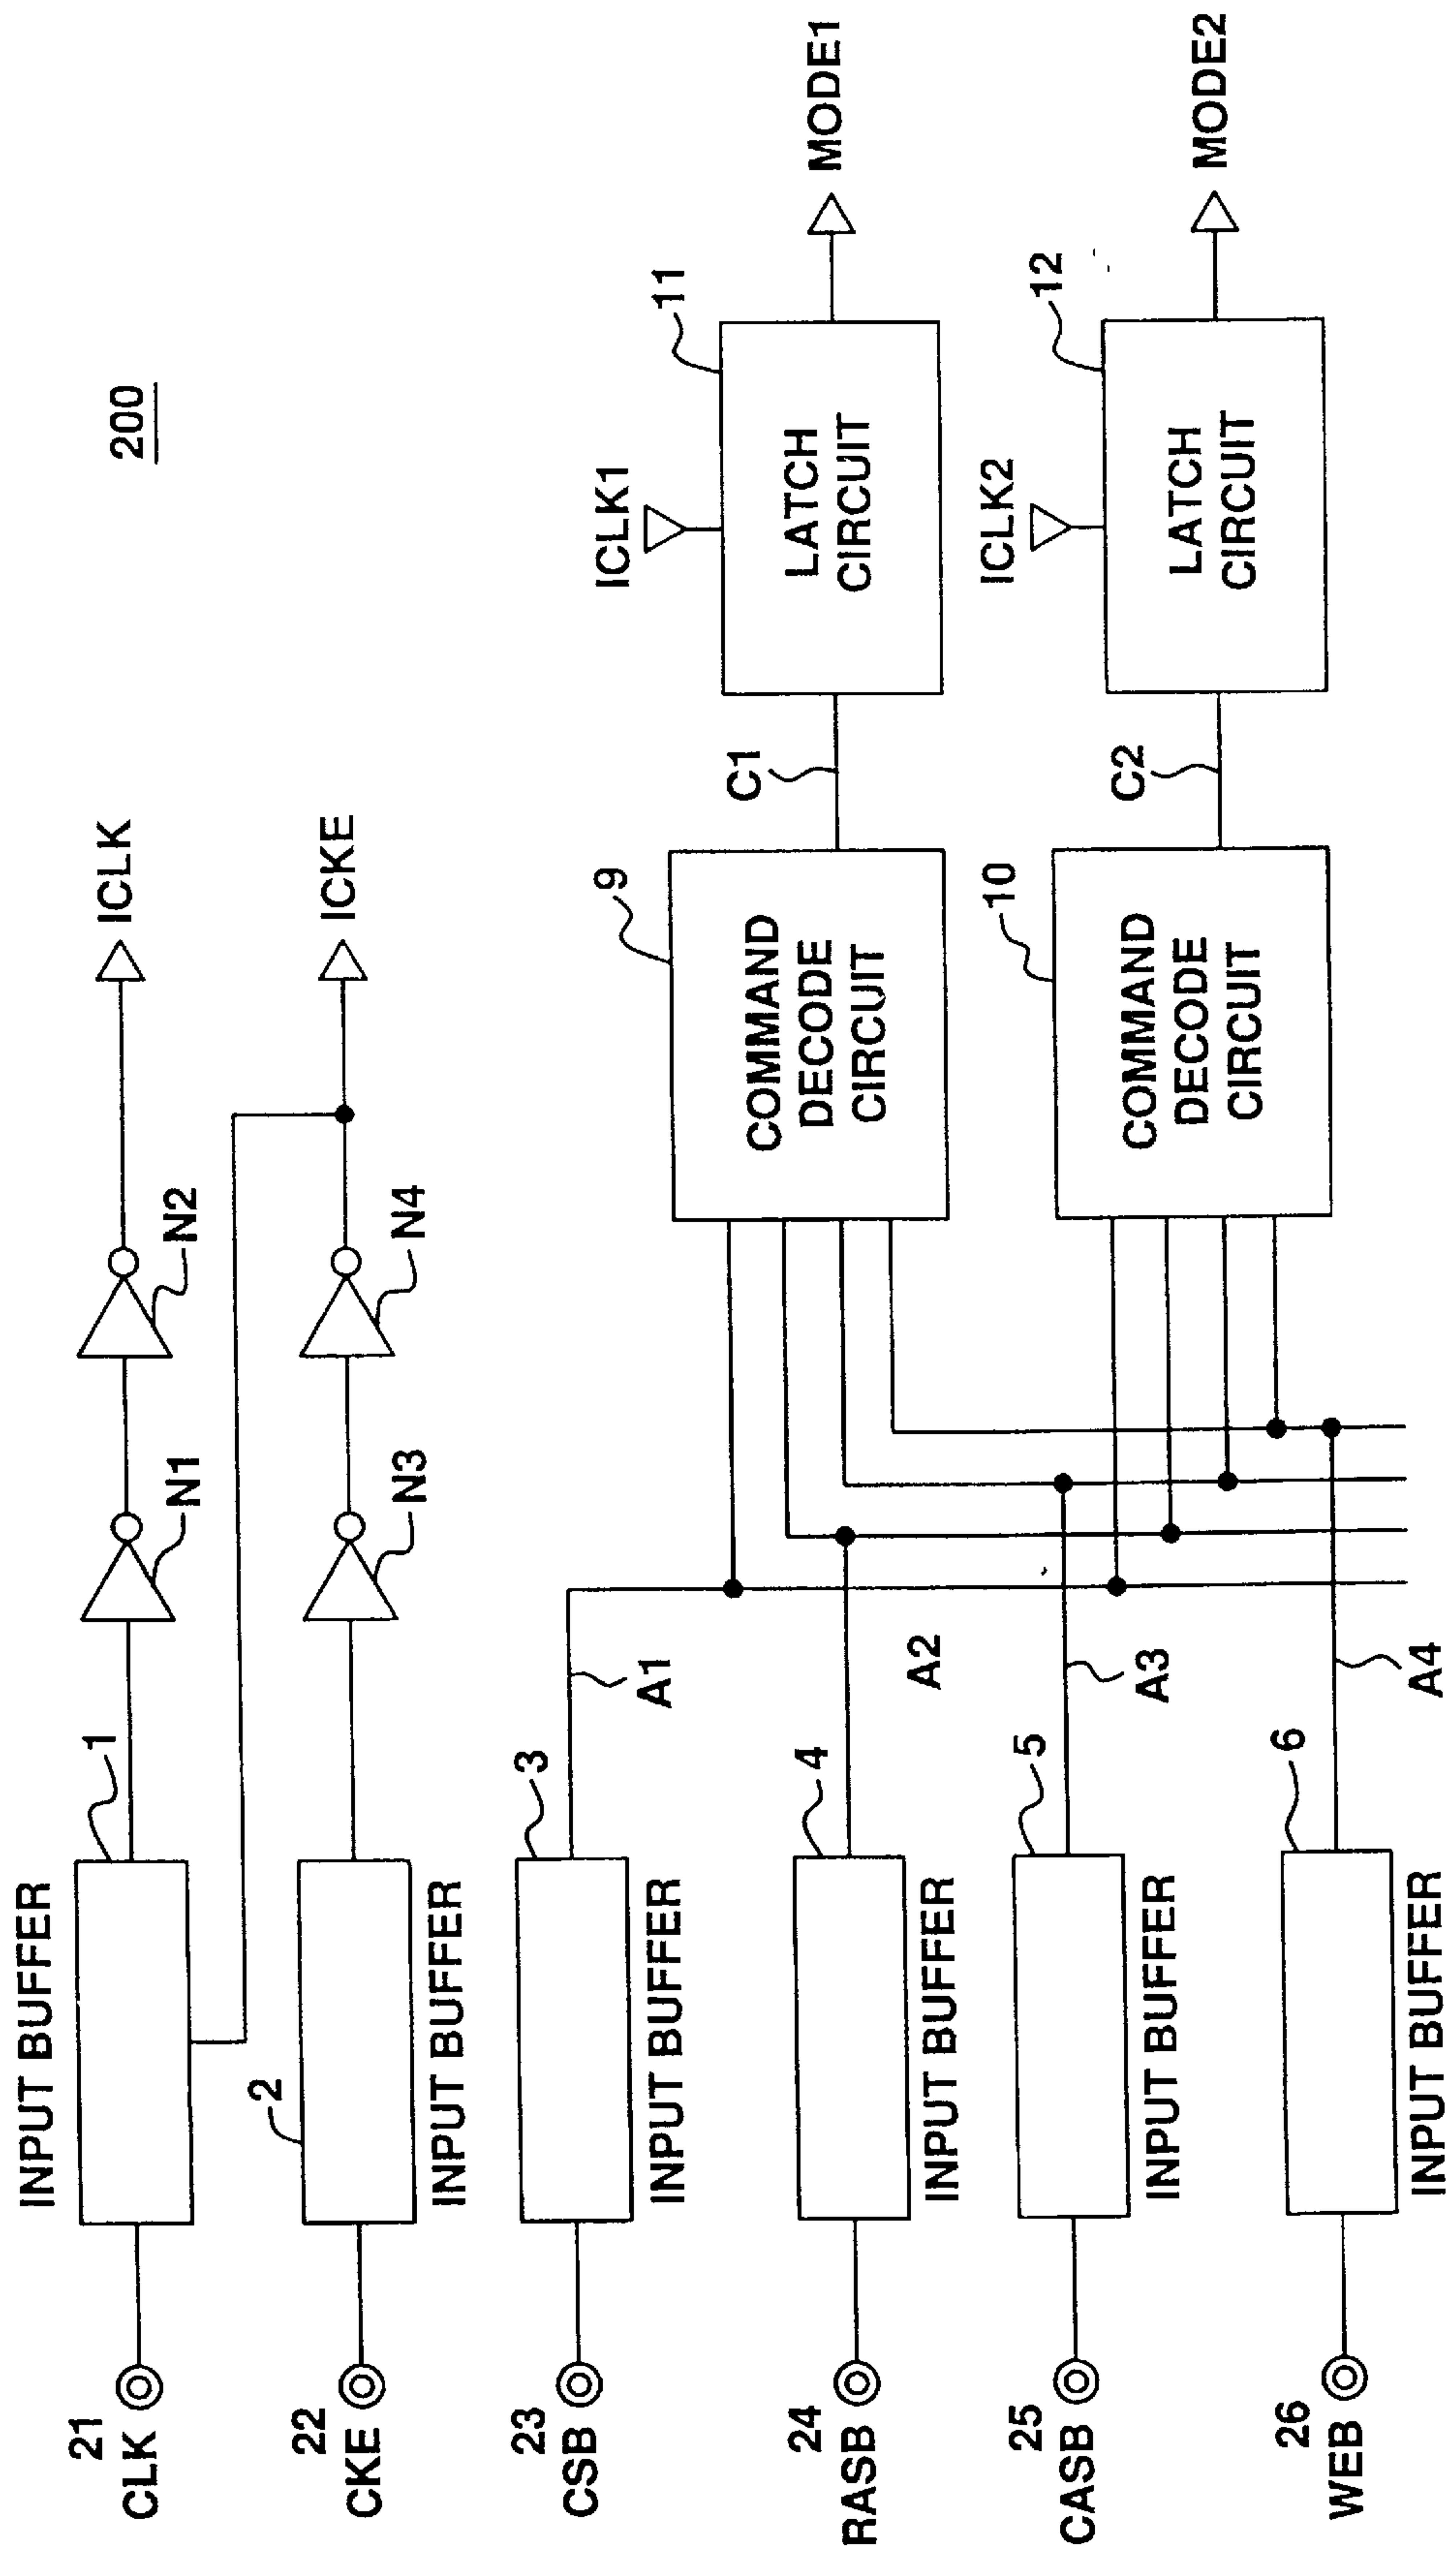 200
INPUT BUFFER
1
21
CLK
N1
N2
ICLK
2
22
CKE
INPUT BUFFER
N3
N4
ICKE
23
CSB
3
INPUT BUFFER
A1
9
COMMAND
DECODE
CIRCUIT
C1
ICLK1
11
LATCH
CIRCUIT
MODE1
24
RASB
4
INPUT BUFFER
A2
25
CASB
5
INPUT BUFFER
A3
10
COMMAND
DECODE
CIRCUIT
C2
ICLK2
12
LATCH
CIRCUIT
MODE2
26
WEB
6
INPUT BUFFER
A4